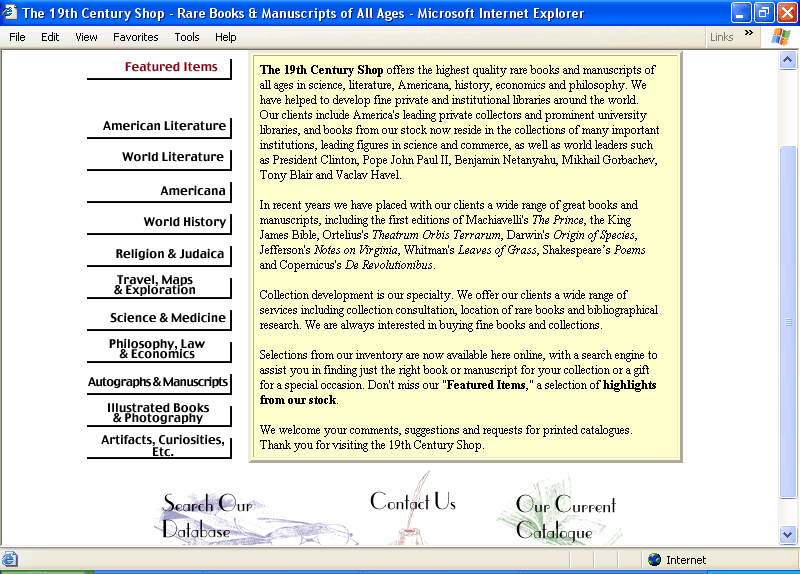 The 19th Century Shop - Rare Books & Manuscripts of All Ages - Microsoft Internet Explorer
File Edit View Favorites Tools Help Links »
Featured Items
American Literature
World Literature
Americana
World History
Religion & Judaica
Travel, Maps
& Exploration
Science & Medicine
Philosophy, Law
& Economics
Autographs & Manuscripts
Illustrated Books
& Photography
Artifacts, Curiosities,
Etc.
The 19th Century Shop offers the highest quality rare books and manuscripts of
all ages in science, literature, Americana, history, economics and philosophy. We
have helped to develop fine private and institutional libraries around the world.
Our clients include America's leading private collectors and prominent university
libraries, and books from our stock now reside in the collections of many important
institutions, leading figures in science and commerce, as well as world leaders such
as President Clinton, Pope John Paul II, Benjamin Netanyahu, Mikhail Gorbachev,
Tony Blair and Vaclav Havel.
In recent years we have placed with our clients a wide range of great books and
manuscripts, including the first editions of Machiavelli's The Prince, the King
James Bible, Ortelius's Theatrum Orbis Terrarum, Darwin's Origin of Species,
Jefferson's Notes on Virginia, Whitman's Leaves of Grass, Shakespeare's Poems
and Copernicus's De Revolutionibus.
Collection development is our specialty. We offer our clients a wide range of
services including collection consultation, location of rare books and bibliographical
research. We are always interested in buying fine books and collections.
Selections from our inventory are now available here online, with a search engine to
assist you in finding just the right book or manuscript for your collection or a gift
for a special occasion. Don't miss our "Featured Items," a selection of highlights
from our stock.
We welcome your comments, suggestions and requests for printed catalogues.
Thank you for visiting the 19th Century Shop.
Search Our
Database
Contact Us
Our Current
Catalogue
Internet